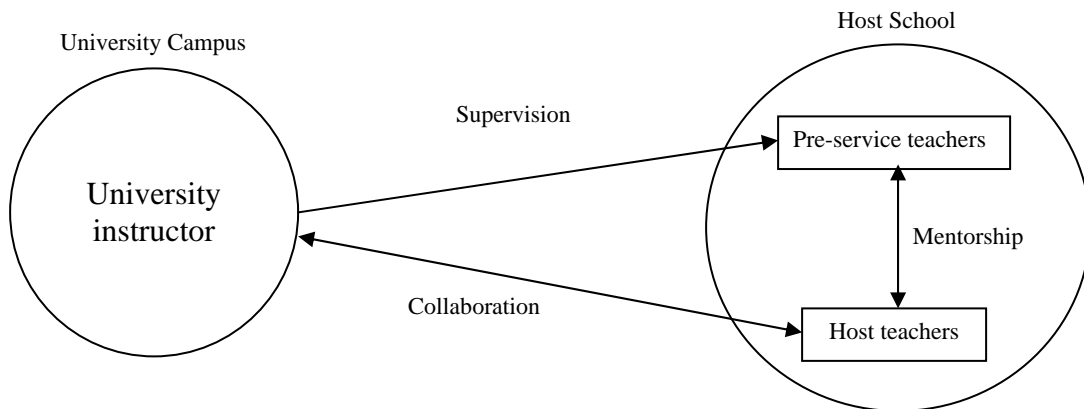 University Campus
Host School
Supervision
Pre-service teachers
University
instructor
Mentorship
Collaboration
Host teachers